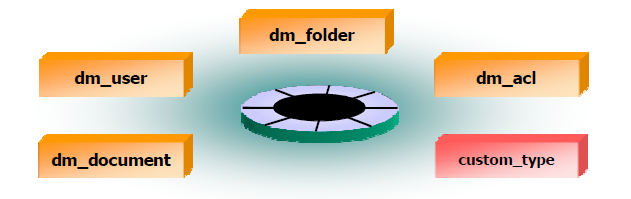 dm_folder
dm_user
dm_acl
dm_document
custom_type